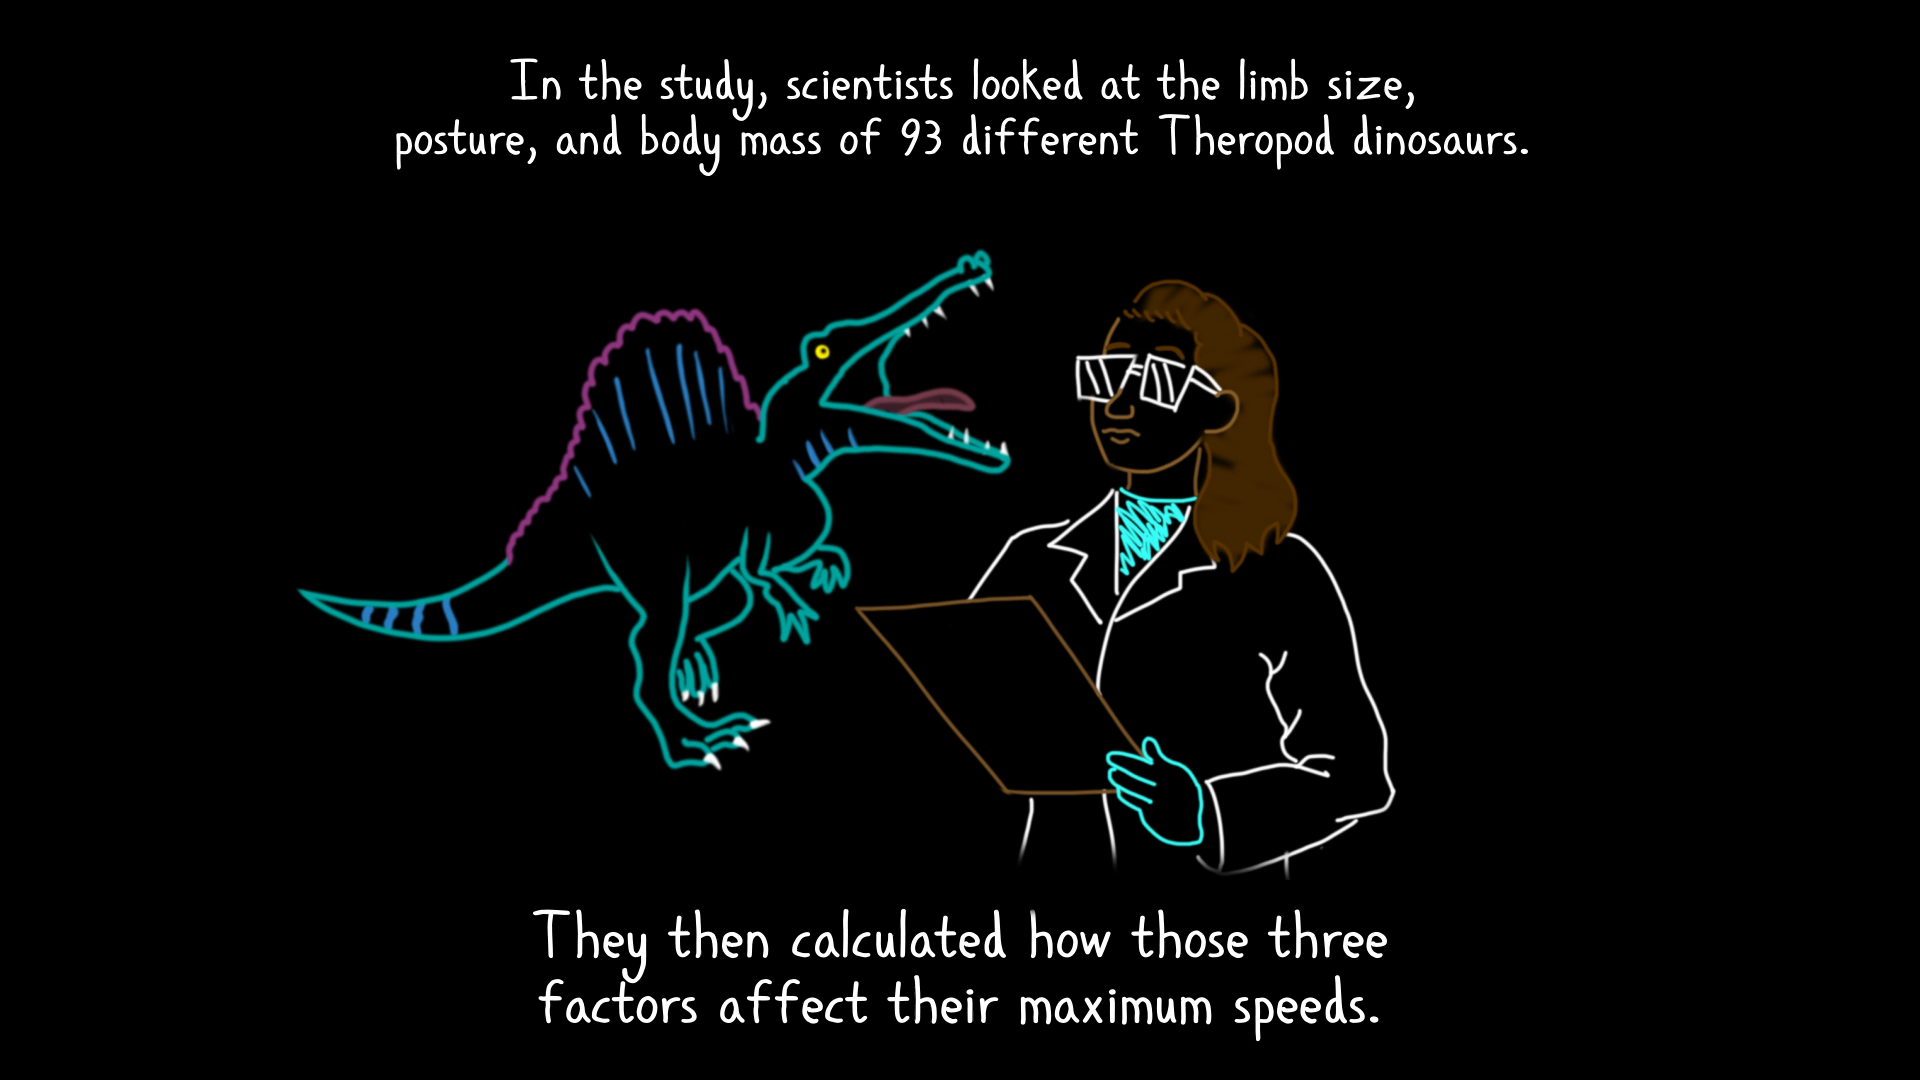 In the study, scientists looked at the limb size,
posture, and body mass of 93 different Theropod dinosaurs.
They then calculated how those three
factors affect their maximum speeds.